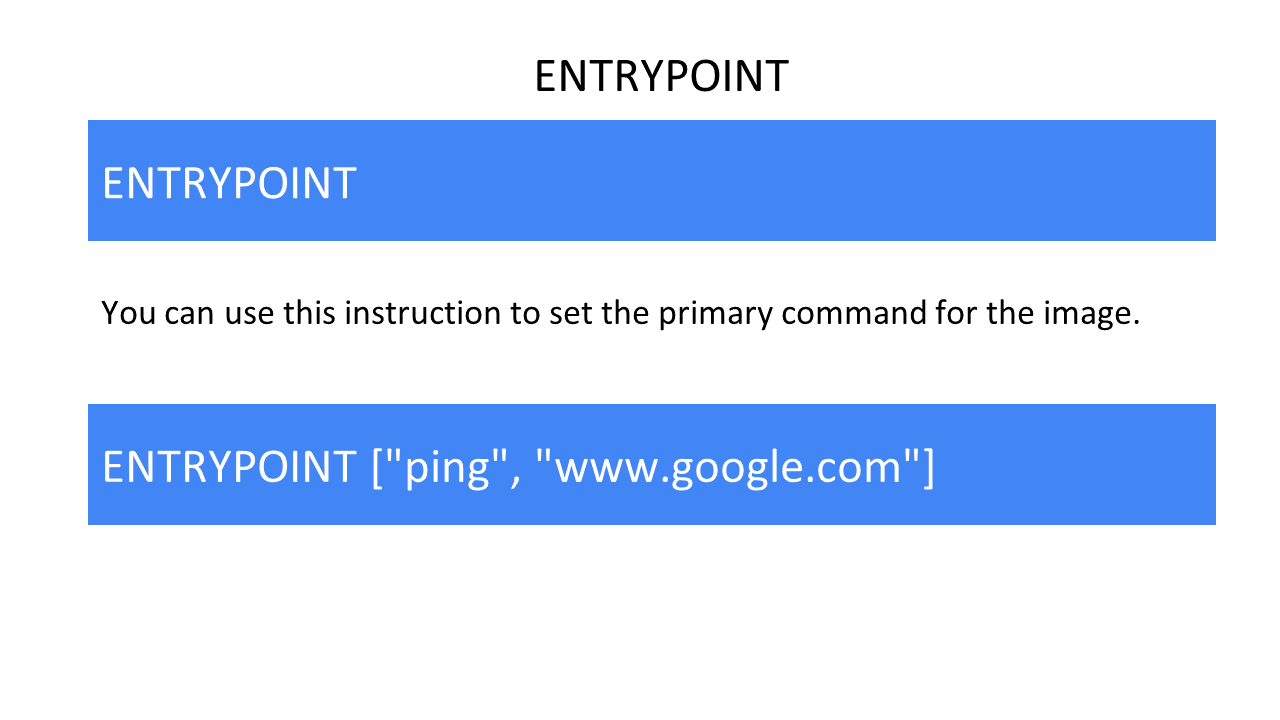 ENTRYPOINT
ENTRYPOINT
You can use this instruction to set the primary command for the image.
ENTRYPOINT ["ping", "www.google.com"]